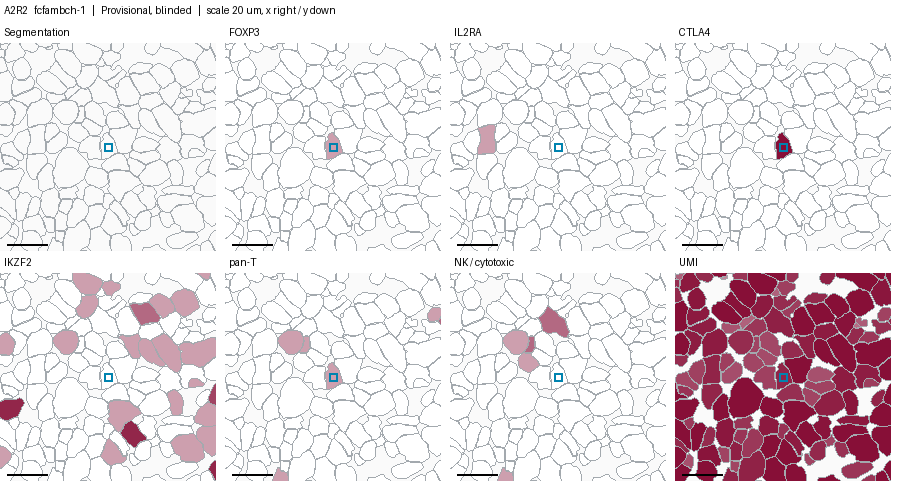 A2R2 fcfambch-1 | Provisional, blinded | scale 20 um, x right / y down
Segmentation FOXP3 IL2RA CTLA4
IKZF2 pan-T NK / cytotoxic UMI